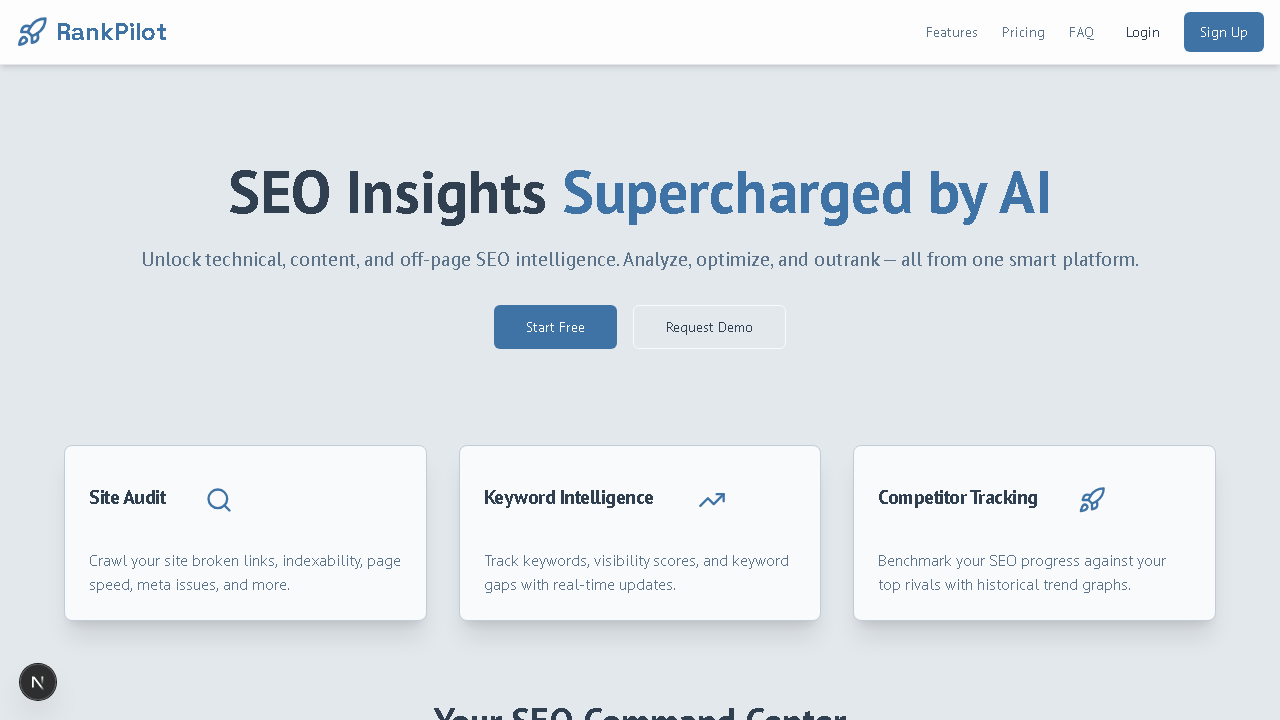 RankPilot
Features
Pricing
FAQ
Login
Sign Up
SEO Insights Supercharged by AI
Unlock technical, content, and off-page SEO intelligence. Analyze, optimize, and outrank — all from one smart platform.
Start Free
Request Demo
Site Audit
Crawl your site broken links, indexability, page
speed, meta issues, and more.
Keyword Intelligence
Track keywords, visibility scores, and keyword
gaps with real-time updates.
Competitor Tracking
Benchmark your SEO progress against your
top rivals with historical trend graphs.
N
Your SEO Command Center